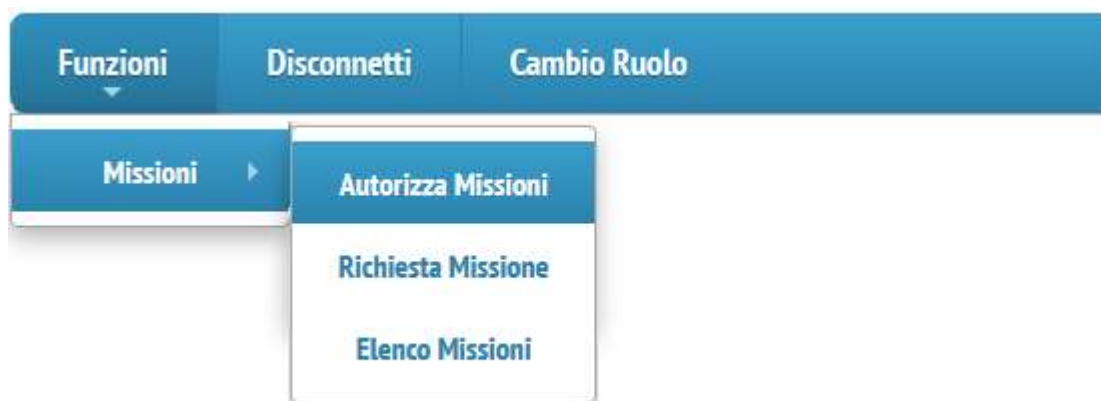 Funzioni Disconnetti Cambio Ruolo
Missioni
Autorizza Missioni
Richiesta Missione
Elenco Missioni